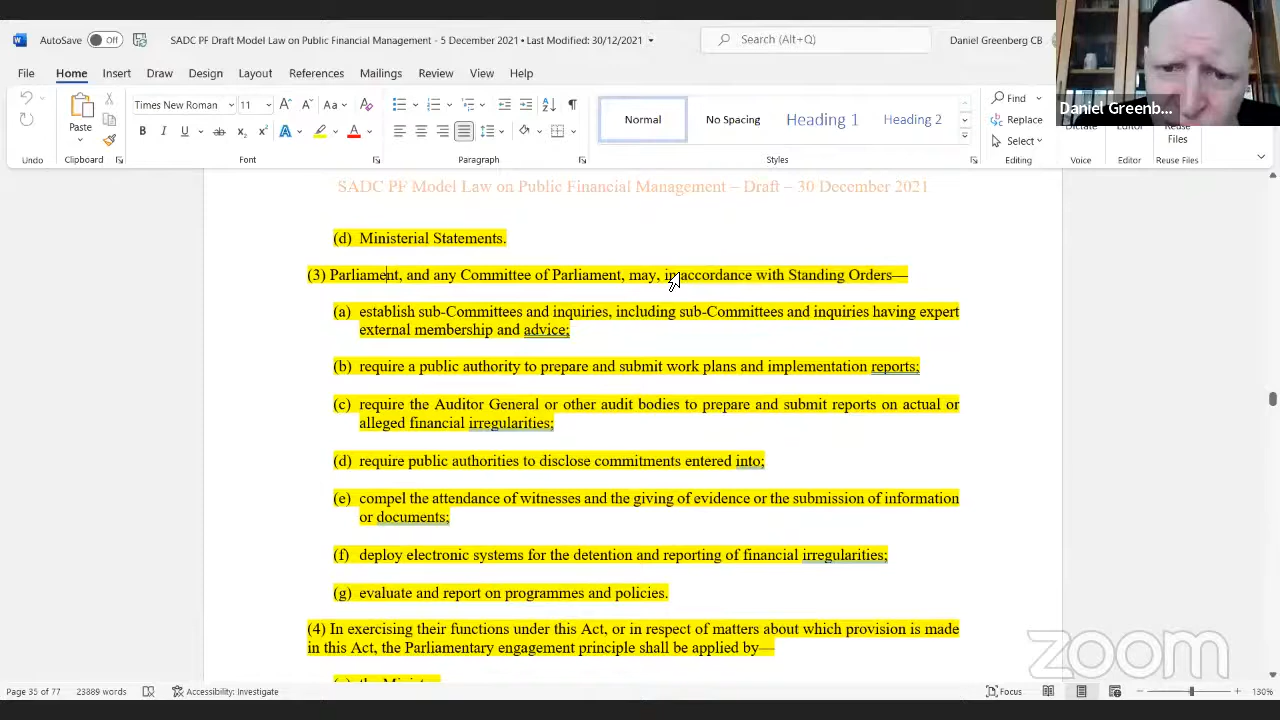 AutoSave Off SADC PF Draft Model Law on Public Financial Management - 5 December 2021 • Last Modified: 30/12/2021 Search (Alt+Q) Daniel Greenberg CB
File Home Insert Draw Design Layout References Mailings Review View Help
Times New Roman 11 Normal No Spacing Heading 1 Heading 2 Find
Paste Replace Dictate Editor Reuse Files
Select
Undo Clipboard Font Paragraph Styles Editing Voice Editor Reuse Files
Daniel Greenb...
SADC PF Model Law on Public Financial Management – Draft – 30 December 2021
(d) Ministerial Statements.
(3) Parliament, and any Committee of Parliament, may, in accordance with Standing Orders—
(a) establish sub-Committees and inquiries, including sub-Committees and inquiries having expert
external membership and advice;
(b) require a public authority to prepare and submit work plans and implementation reports;
(c) require the Auditor General or other audit bodies to prepare and submit reports on actual or
alleged financial irregularities;
(d) require public authorities to disclose commitments entered into;
(e) compel the attendance of witnesses and the giving of evidence or the submission of information
or documents;
(f) deploy electronic systems for the detention and reporting of financial irregularities;
(g) evaluate and report on programmes and policies.
(4) In exercising their functions under this Act, or in respect of matters about which provision is made
in this Act, the Parliamentary engagement principle shall be applied by—
zoom
Page 35 of 77 23889 words Accessibility: Investigate Focus 130%